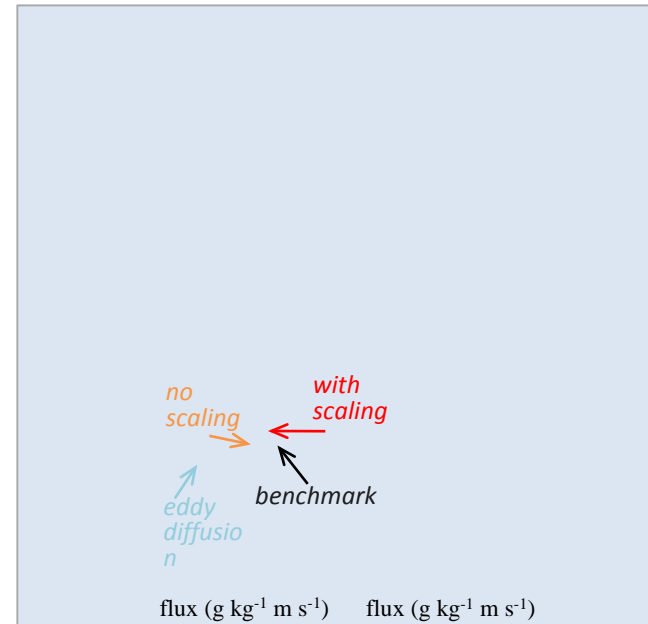 no
scaling
with
scaling
benchmark
eddy
diffusio
n
flux (g kg-1 m s-1) flux (g kg-1 m s-1)